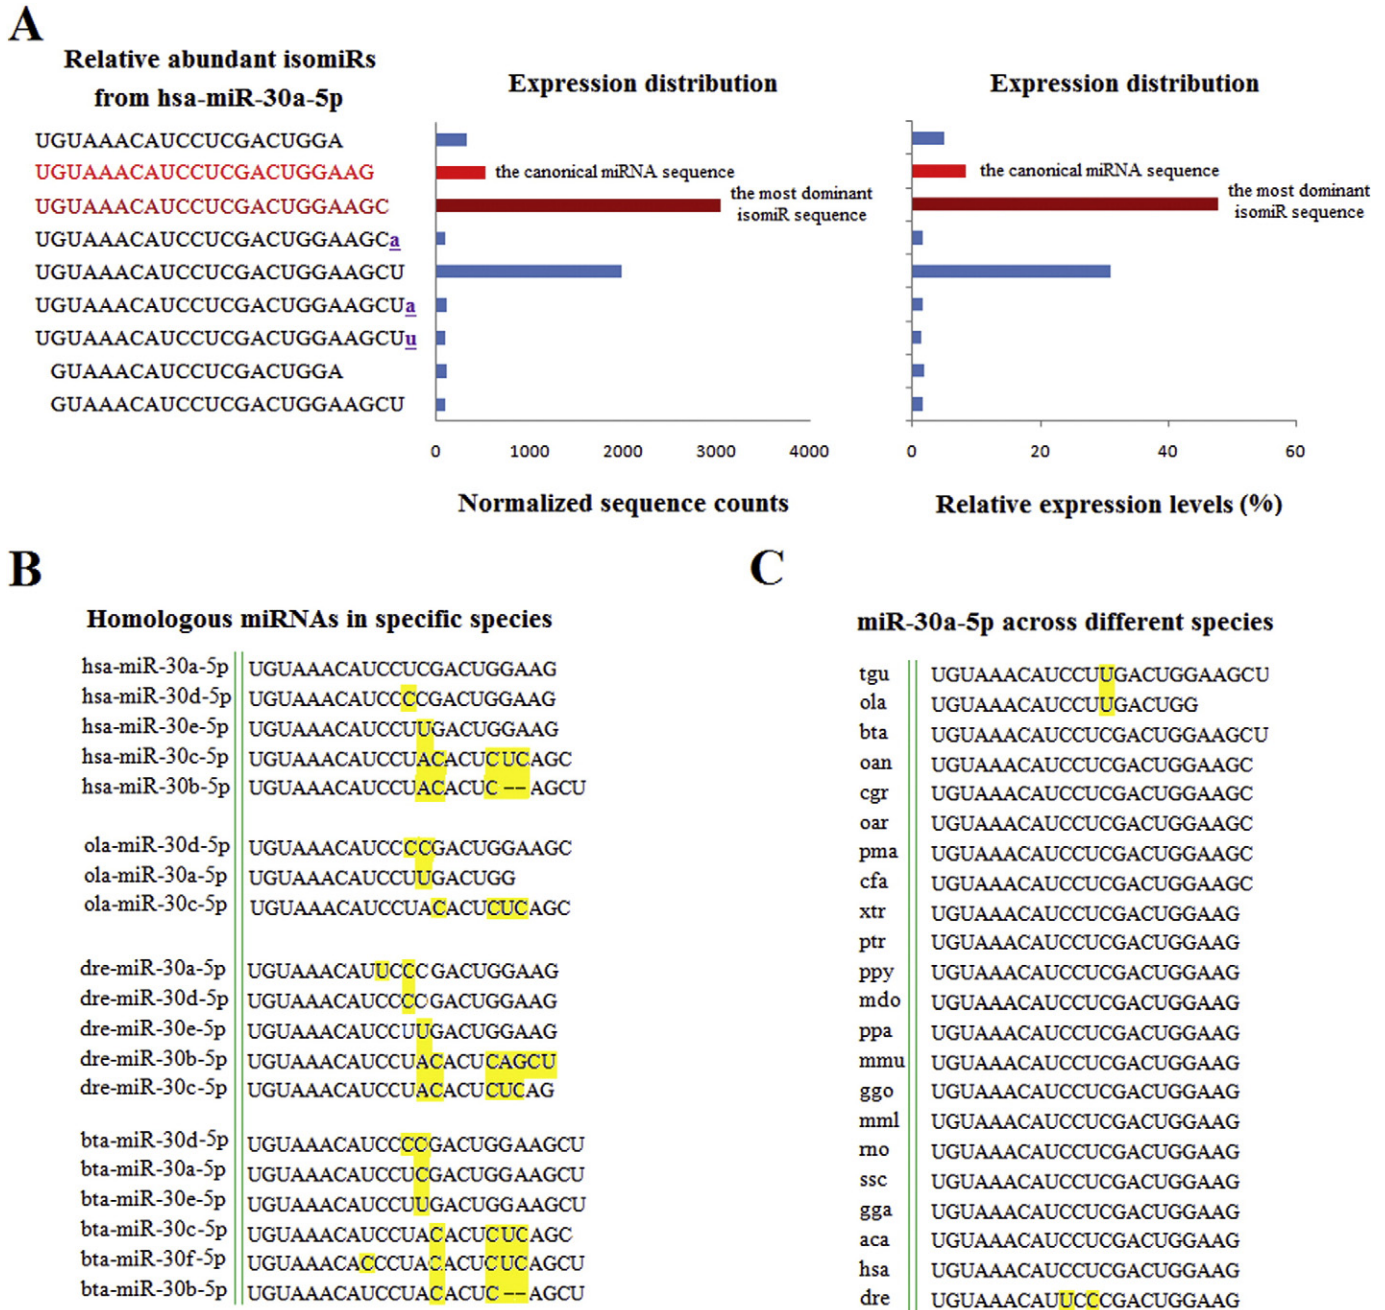 A
Relative abundant isomiRs
from hsa-miR-30a-5p
UGUAAACAUCCUCGACUGGA
UGUAAACAUCCUCGACUGGAAG
UGUAAACAUCCUCGACUGGAAGC
UGUAAACAUCCUCGACUGGAAGCa
UGUAAACAUCCUCGACUGGAAGCU
UGUAAACAUCCUCGACUGGAAGCUa
UGUAAACAUCCUCGACUGGAAGCUu
GUAAACAUCCUCGACUGGA
GUAAACAUCCUCGACUGGAAGCU
Expression distribution
the canonical miRNA sequence
the most dominant
isomiR sequence
0 1000 2000 3000 4000
Normalized sequence counts
Expression distribution
the canonical miRNA sequence
the most dominant
isomiR sequence
0 20 40 60
Relative expression levels (%)
B
Homologous miRNAs in specific species
hsa-miR-30a-5p UGUAAACAUCCUCGACUGGAAG
hsa-miR-30d-5p UGUAAACAUCCCCGACUGGAAG
hsa-miR-30e-5p UGUAAACAUCCUUGACUGGAAG
hsa-miR-30c-5p UGUAAACAUCCUACACUCUCAGC
hsa-miR-30b-5p UGUAAACAUCCUACACUC--AGCU
ola-miR-30d-5p UGUAAACAUCCCCGACUGGAAGC
ola-miR-30a-5p UGUAAACAUCCUUGACUGG
ola-miR-30c-5p UGUAAACAUCCUACACUCUCAGC
dre-miR-30a-5p UGUAAACAUUCCCGACUGGAAG
dre-miR-30d-5p UGUAAACAUCCCCGACUGGAAG
dre-miR-30e-5p UGUAAACAUCCUUGACUGGAAG
dre-miR-30b-5p UGUAAACAUCCUACACUCAGCU
dre-miR-30c-5p UGUAAACAUCCUACACUCUCAG
bta-miR-30d-5p UGUAAACAUCCCCGACUGGAAGCU
bta-miR-30a-5p UGUAAACAUCCUCGACUGGAAGCU
bta-miR-30e-5p UGUAAACAUCCUUGACUGGAAGCU
bta-miR-30c-5p UGUAAACAUCCUACACUCUCAGC
bta-miR-30f-5p UGUAAACACCCUACACUCUCAGCU
bta-miR-30b-5p UGUAAACAUCCUACACUC--AGCU
C
miR-30a-5p across different species
tgu UGUAAACAUCCUUGACUGGAAGCU
ola UGUAAACAUCCUUGACUGG
bta UGUAAACAUCCUCGACUGGAAGCU
oan UGUAAACAUCCUCGACUGGAAGC
cgr UGUAAACAUCCUCGACUGGAAGC
oar UGUAAACAUCCUCGACUGGAAGC
pma UGUAAACAUCCUCGACUGGAAGC
cfa UGUAAACAUCCUCGACUGGAAGC
xtr UGUAAACAUCCUCGACUGGAAG
ptr UGUAAACAUCCUCGACUGGAAG
ppy UGUAAACAUCCUCGACUGGAAG
mdo UGUAAACAUCCUCGACUGGAAG
ppa UGUAAACAUCCUCGACUGGAAG
mmu UGUAAACAUCCUCGACUGGAAG
ggo UGUAAACAUCCUCGACUGGAAG
mml UGUAAACAUCCUCGACUGGAAG
rno UGUAAACAUCCUCGACUGGAAG
ssc UGUAAACAUCCUCGACUGGAAG
gga UGUAAACAUCCUCGACUGGAAG
aca UGUAAACAUCCUCGACUGGAAG
hsa UGUAAACAUCCUCGACUGGAAG
dre UGUAAACAUUCCCGACUGGAAG